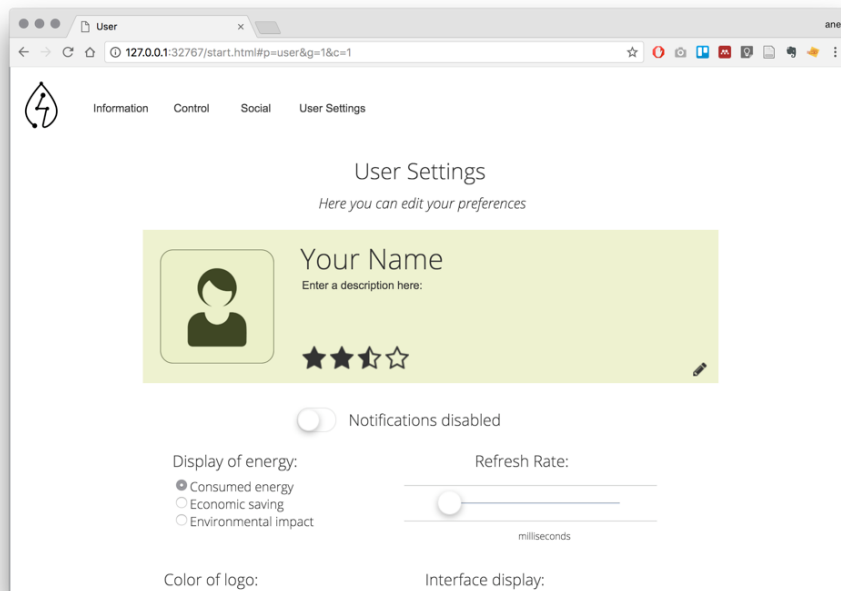 User
ane
127.0.0.1:32767/start.html#p=user&g=1&c=1
Information Control Social User Settings
User Settings
Here you can edit your preferences
Your Name
Enter a description here:
Notifications disabled
Display of energy:
Consumed energy
Economic saving
Environmental impact
Refresh Rate:
milliseconds
Color of logo:
Interface display: